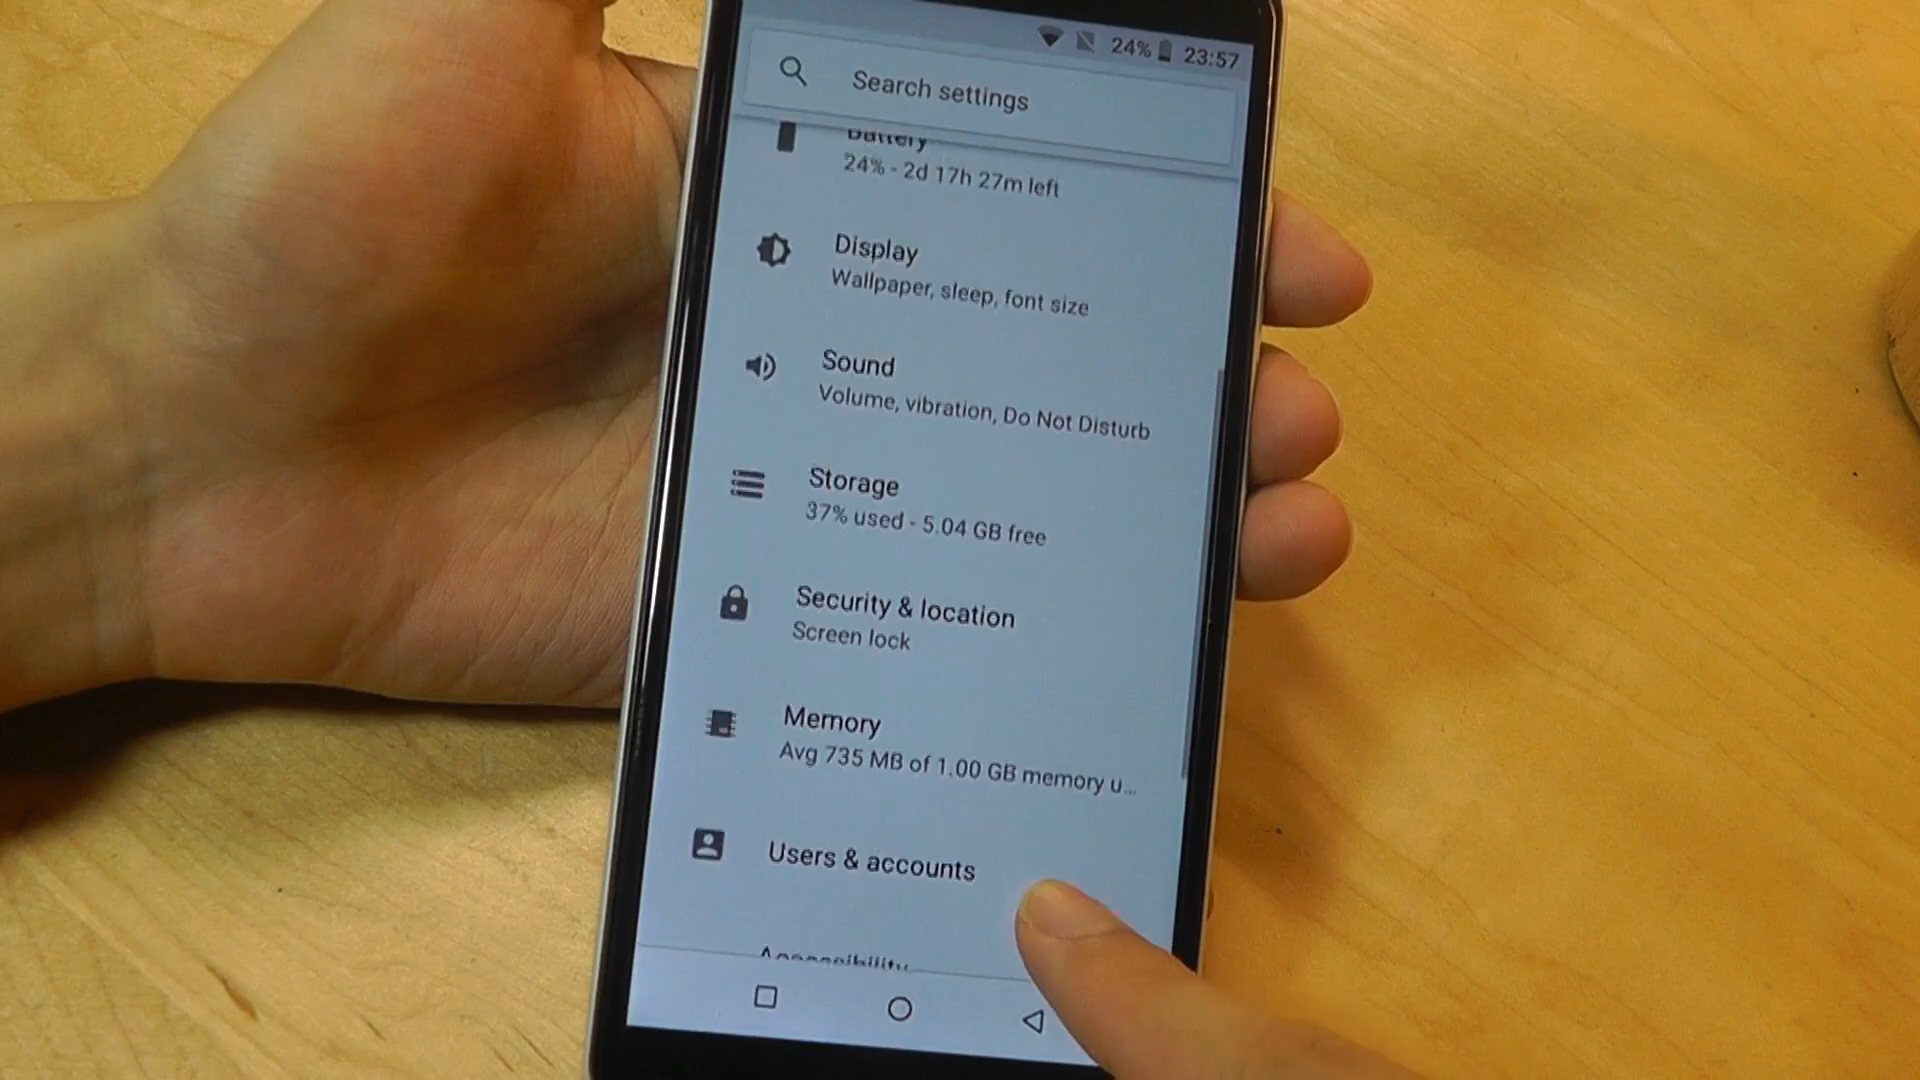 24% 23:57
Search settings
Battery
24% - 2d 17h 27m left
Display
Wallpaper, sleep, font size
Sound
Volume, vibration, Do Not Disturb
Storage
37% used - 5.04 GB free
Security & location
Screen lock
Memory
Avg 735 MB of 1.00 GB memory u...
Users & accounts
Accessibility